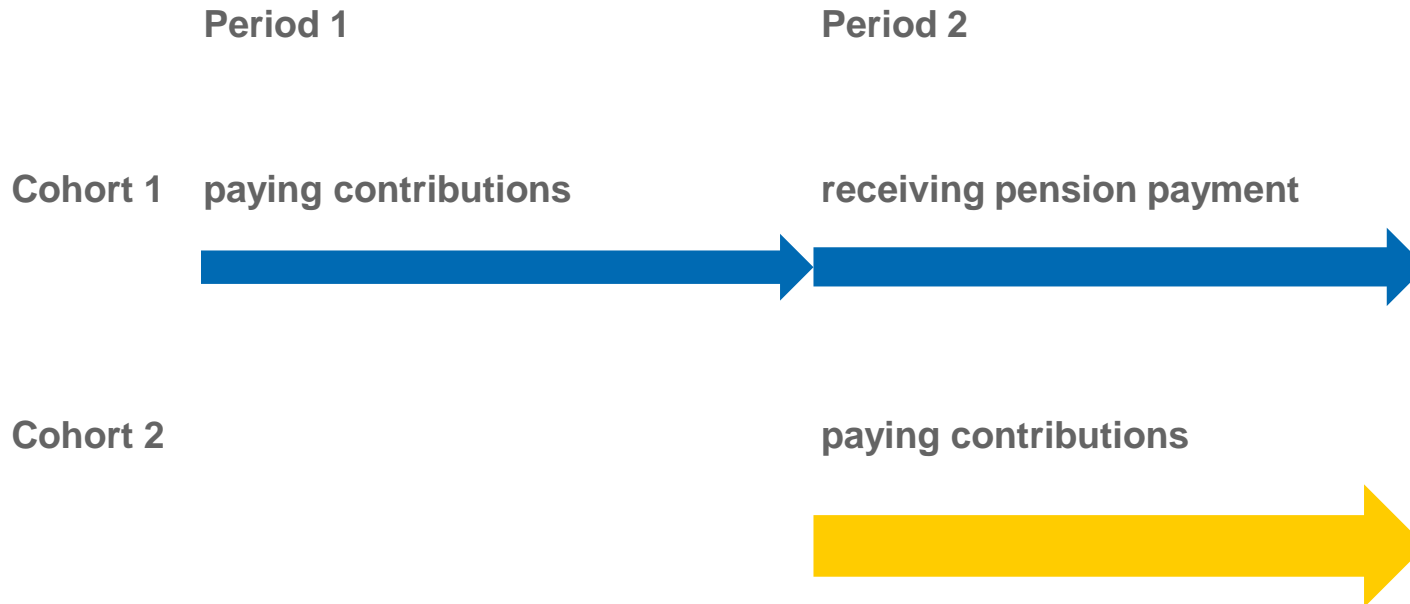 Period 1 Period 2
Cohort 1 paying contributions receiving pension payment
Cohort 2 paying contributions